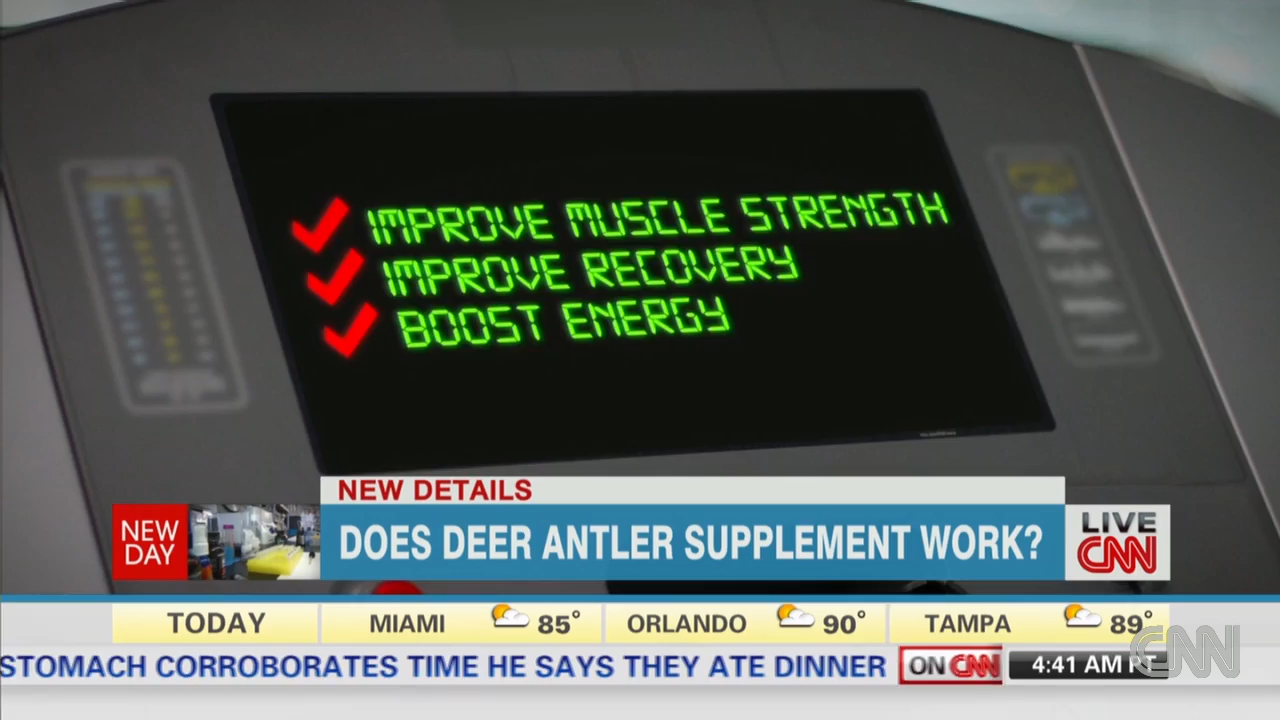 IMPROVE MUSCLE STRENGTH
IMPROVE RECOVERY
BOOST ENERGY
NEW DETAILS
NEW DAY
DOES DEER ANTLER SUPPLEMENT WORK?
LIVE
CNN
TODAY
MIAMI 85°
ORLANDO 90°
TAMPA 89°
STOMACH CORROBORATES TIME HE SAYS THEY ATE DINNER
ON CNN
4:41 AM PT
CNN